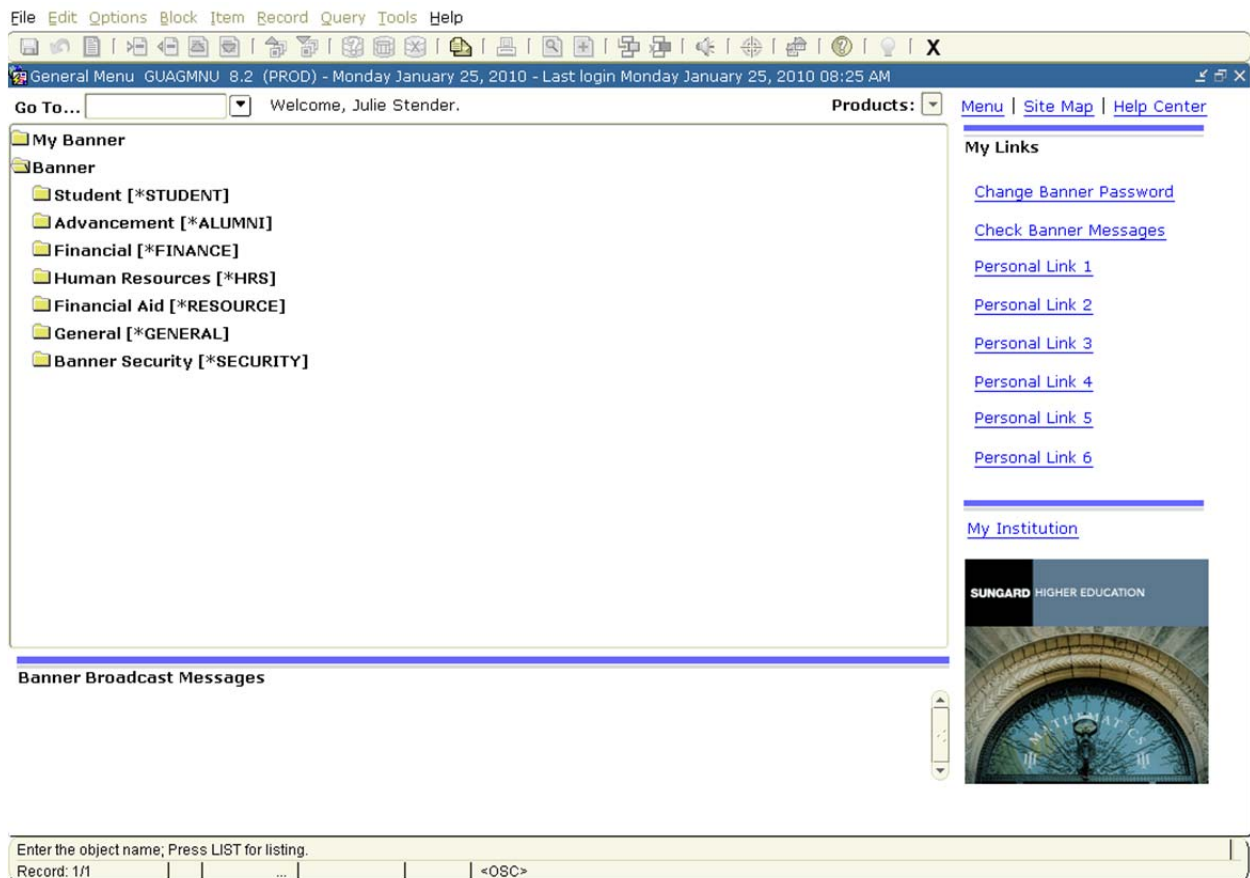 File Edit Options Block Item Record Query Tools Help
X
General Menu GUAGMNU 8.2 (PROD) - Monday January 25, 2010 - Last login Monday January 25, 2010 08:25 AM
Go To... Welcome, Julie Stender. Products: Menu | Site Map | Help Center
My Banner
Banner
Student [*STUDENT]
Advancement [*ALUMNI]
Financial [*FINANCE]
Human Resources [*HRS]
Financial Aid [*RESOURCE]
General [*GENERAL]
Banner Security [*SECURITY]
My Links
Change Banner Password
Check Banner Messages
Personal Link 1
Personal Link 2
Personal Link 3
Personal Link 4
Personal Link 5
Personal Link 6
My Institution
SUNGARD HIGHER EDUCATION
MATHEMATICS
Banner Broadcast Messages
Enter the object name; Press LIST for listing.
Record: 1/1 ... <OSC>